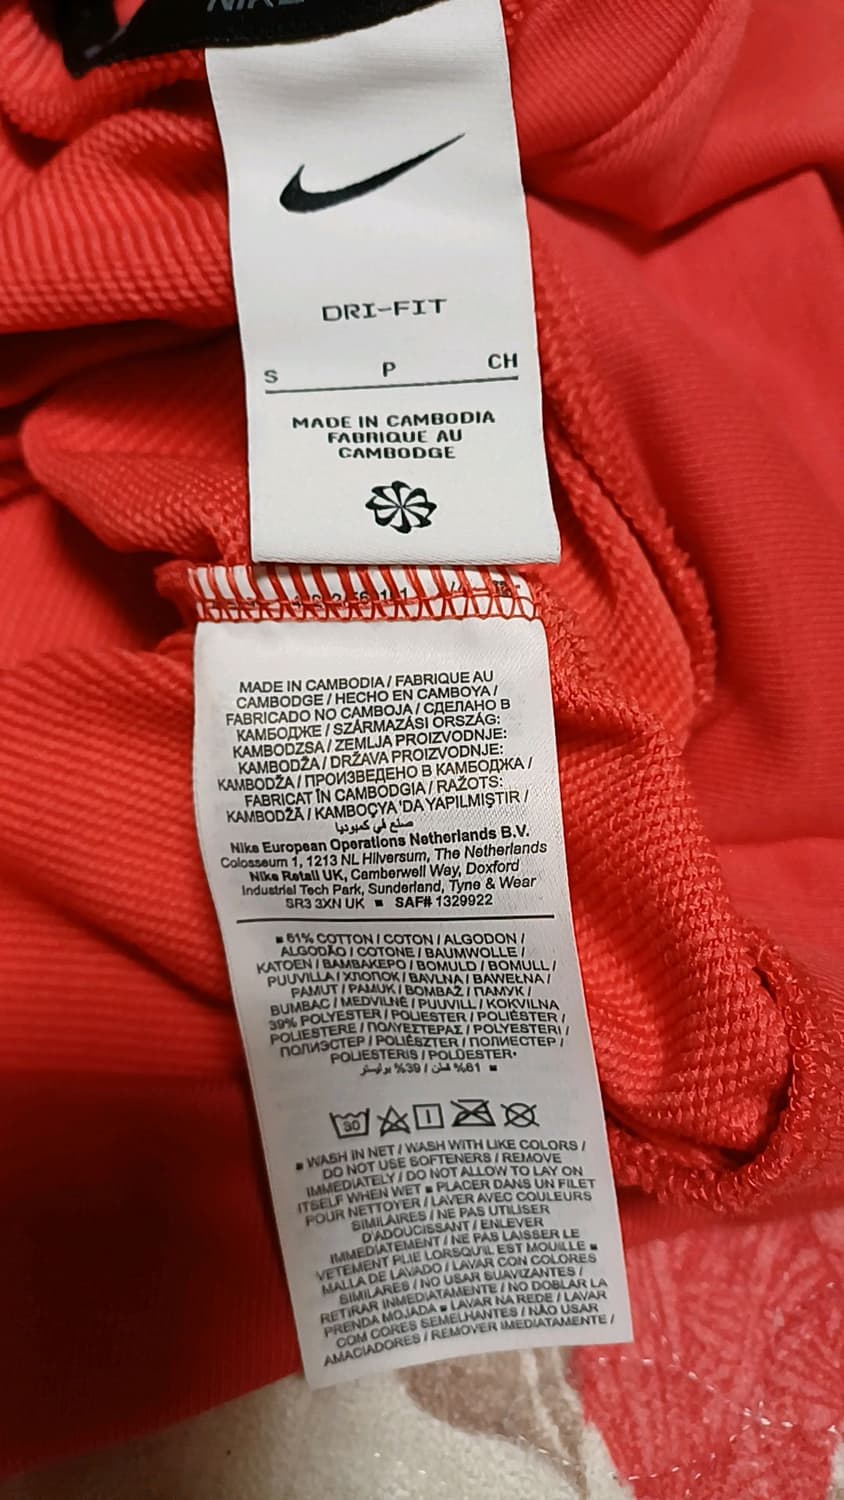 NIKE
DRI-FIT
S P CH
MADE IN CAMBODIA
FABRIQUE AU
CAMBODGE
MADE IN CAMBODIA / FABRIQUE AU
CAMBODGE / HECHO EN CAMBOYA /
FABRICADO NO CAMBOJA / СДЕЛАНО В
КАМБОДЖЕ / SZÁRMAZÁSI ORSZÁG:
KAMBODZSA / ZEMLJA PROIZVODNJE:
KAMBODŽA / DRŽAVA PROIZVODNJE:
KAMBODŽA / ПРОИЗВЕДЕНО В КАМБОДЖА /
FABRICAT ÎN CAMBODGIA / RAŽOTS:
KAMBODŽĀ / KAMBOÇYA 'DA YAPILMIŞTIR /
صنع في كمبوديا
Nike European Operations Netherlands B.V.
Colosseum 1, 1213 NL Hilversum, The Netherlands
Nike Retail UK, Camberwell Way, Doxford
Industrial Tech Park, Sunderland, Tyne & Wear
SR3 3XN UK ■ SAF# 1329922
■ 61% COTTON / COTON / ALGODON /
ALGODÃO / COTONE / BAUMWOLLE /
KATOEN / ΒΑΜΒΑΚΕΡΟ / BOMULD / BOMULL /
PUUVILLA / ХЛОПОК / BAVLNA / BAWEŁNA /
PAMUT / PAMUK / BOMBAŽ / ПАМУК /
BUMBAC / MEDVILNĖ / PUUVILL / KOKVILNA
39% POLYESTER / POLIESTER / POLIÉSTER /
POLIESTERE / ΠΟΛΥΕΣΤΕΡΑΣ / POLYESTERI /
ПОЛИЭСТЕР / POLIÉSZTER / ПОЛИЕСТЕР /
POLIESTERIS / POLÜESTER•
61% قطن / 39% بوليستر ■
30
■ WASH IN NET / WASH WITH LIKE COLORS /
DO NOT USE SOFTENERS / REMOVE
IMMEDIATELY / DO NOT ALLOW TO LAY ON
ITSELF WHEN WET ■ PLACER DANS UN FILET
POUR NETTOYER / LAVER AVEC COULEURS
SIMILAIRES / NE PAS UTILISER
D'ADOUCISSANT / ENLEVER
IMMEDIATEMENT / NE PAS LAISSER LE
VETEMENT PLIE LORSQU'IL EST MOUILLE ■
MALLA DE LAVADO / LAVAR CON COLORES
SIMILARES / NO USAR SUAVIZANTES /
RETIRAR INMEDIATAMENTE / NO DOBLAR LA
PRENDA MOJADA ■ LAVAR NA REDE / LAVAR
COM CORES SEMELHANTES / NÃO USAR
AMACIADORES / REMOVER IMEDIATAMENTE /